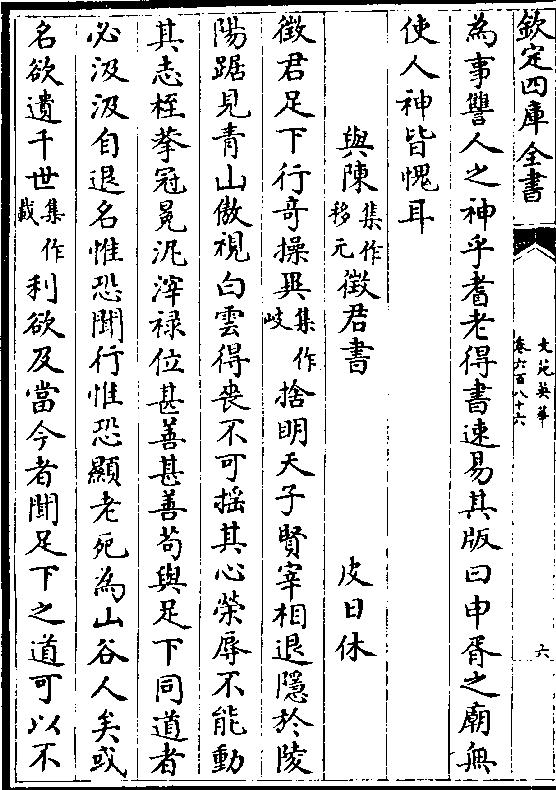 欽定四庫全書
文苑英華
卷六百八十六
六
為事讐人之神乎耆老得書速易其版曰申胥之廟無
使人神皆愧耳
與陳集作移元徵君書 皮日休
徵君足下行奇操異集作岐捨明天子賢宰相退隱於陵
陽踞見青山傲視白雲得喪不可揺其心榮辱不能動
其志桎拲冠冕泥滓禄位甚善甚善苟與足下同道者
必汲汲自退名惟恐聞行惟恐顯老死為山谷人矣或
名欲遺千世集作載利欲及當今者聞足下之道可以不